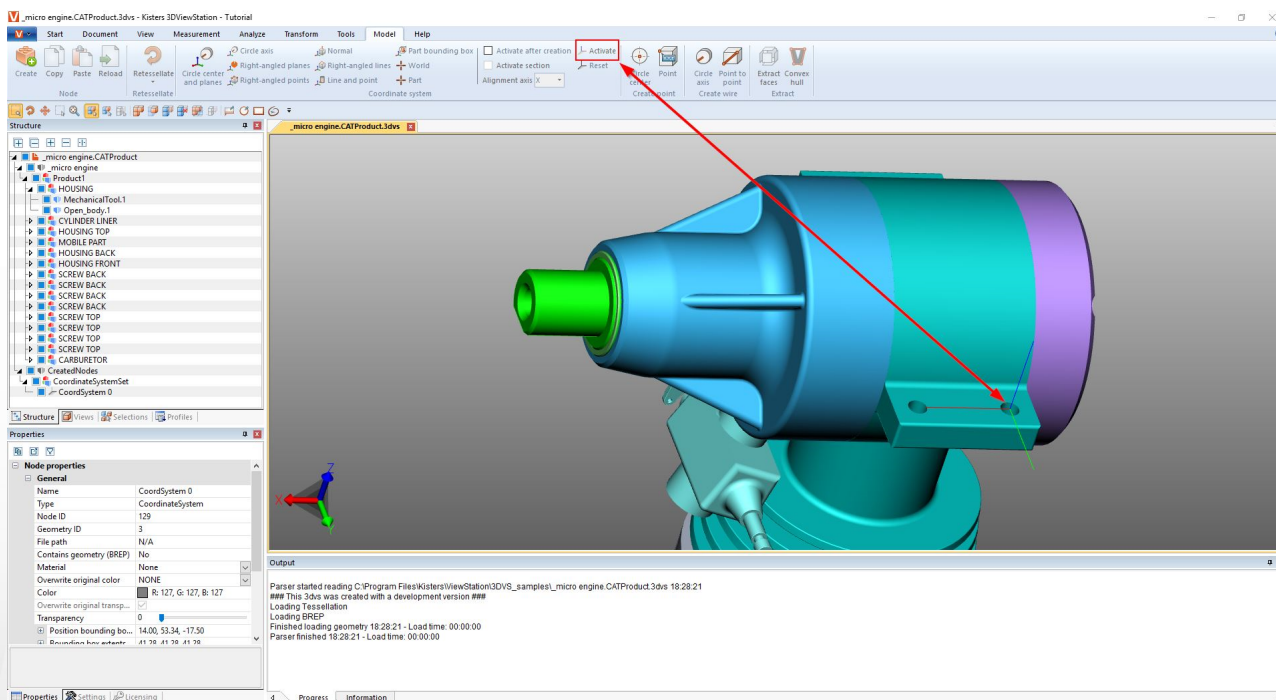 _micro engine.CATProduct.3dvs - Kisters 3DViewStation - Tutorial
Start Document View Measurement Analyze Transform Tools Model Help
Circle axis Normal Part bounding box Activate after creation Activate
Right-angled planes Right-angled lines World Activate section Reset
Right-angled points Line and point Part Alignment axis X
Create Copy Paste Reload Retessellate Circle center and planes Circle center Point Circle axis Point to point Extract faces Convex hull
Node Retessellate Coordinate system Create point Create wire Extract
Structure
_micro engine.CATProduct.3dvs
_micro engine.CATProduct
_micro engine
Product1
HOUSING
MechanicalTool.1
Open_body.1
CYLINDER LINER
HOUSING TOP
MOBILE PART
HOUSING BACK
HOUSING FRONT
SCREW BACK
SCREW BACK
SCREW BACK
SCREW BACK
SCREW TOP
SCREW TOP
SCREW TOP
SCREW TOP
CARBURETOR
CreatedNodes
CoordinateSystemSet
CoordSystem 0
Structure Views Selections Profiles
Properties
Node properties
General
Name CoordSystem 0
Type CoordinateSystem
Node ID 129
Geometry ID 3
File path N/A
Contains geometry (BREP) No
Material None
Overwrite original color NONE
Color R: 127, G: 127, B: 127
Overwrite original transp...
Transparency 0
Position bounding bo... 14.00, 53.34, -17.50
Bounding box extents 41.28, 41.28, 41.28
Properties Settings Licensing
X Z
Output
Parser started reading C:\Program Files\Kisters\ViewStation\3DVS_samples\_micro engine.CATProduct.3dvs 18:28:21
### This 3dvs was created with a development version ###
Loading Tessellation
Loading BREP
Finished loading geometry 18:28:21 - Load time: 00:00:00
Parser finished 18:28:21 - Load time: 00:00:00
Progress Information